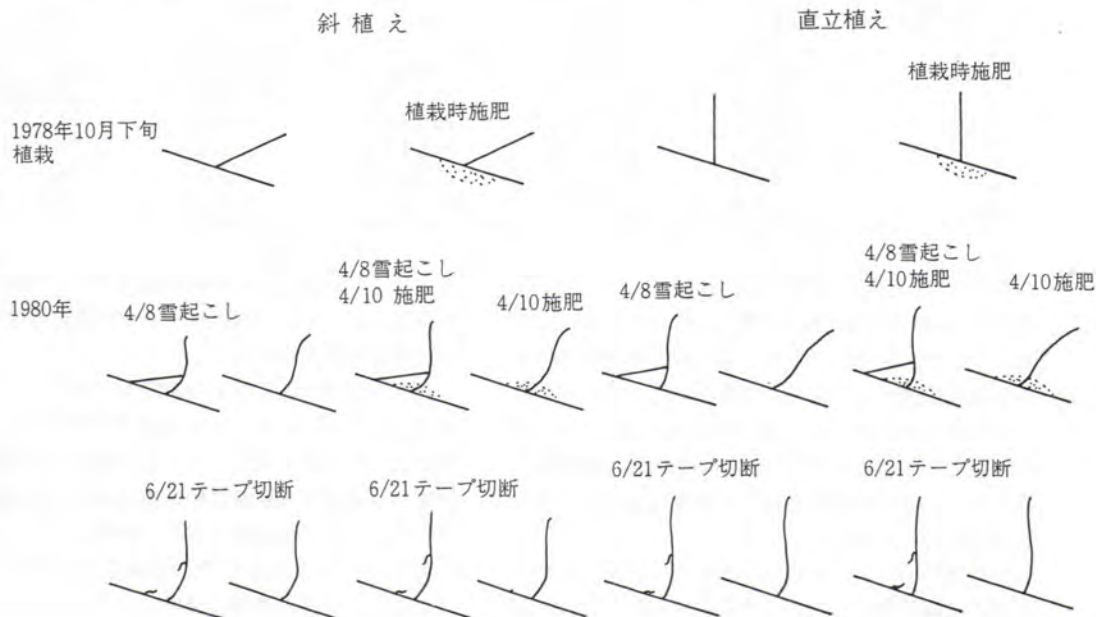 斜 植 え
直立植え
1978年10月下旬
植栽
植栽時施肥
植栽時施肥
1980年
4/8雪起こし
4/8雪起こし
4/10 施肥
4/10施肥
4/8雪起こし
4/8雪起こし
4/10施肥
4/10施肥
6/21テープ切断
6/21テープ切断
6/21テープ切断
6/21テープ切断